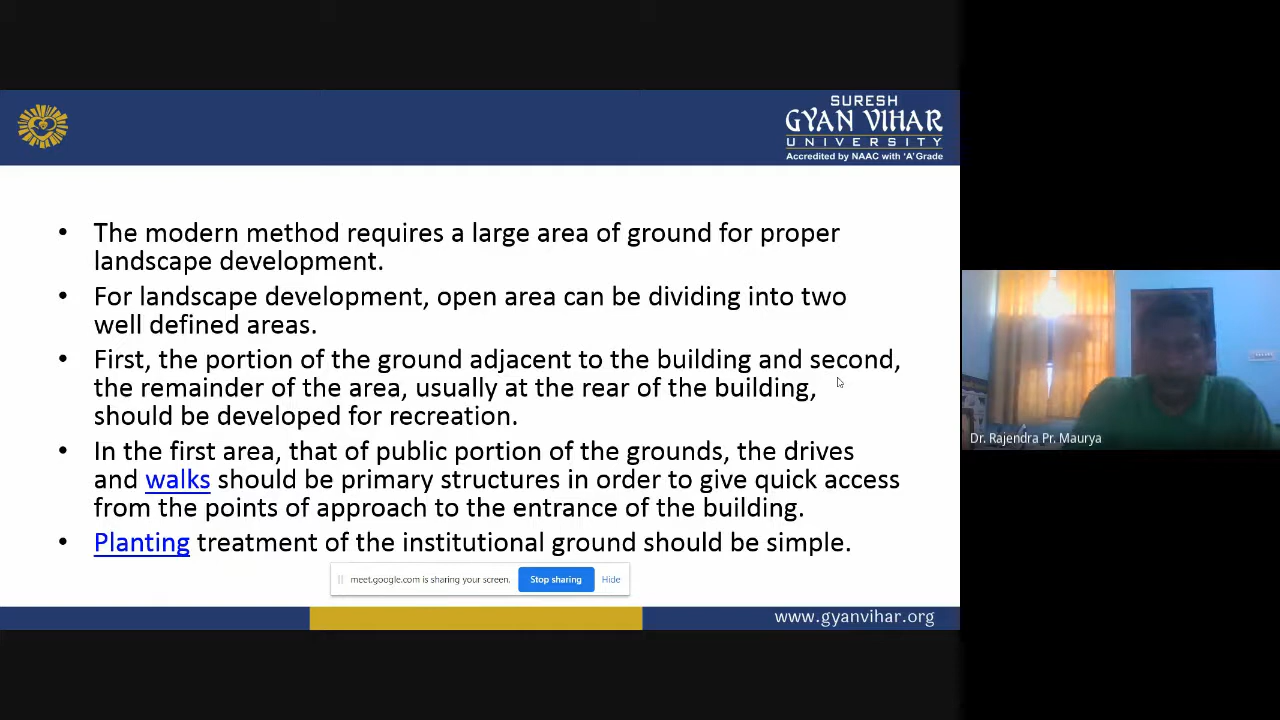 SURESH
GYAN VIHAR
UNIVERSITY
Accredited by NAAC with 'A' Grade
• The modern method requires a large area of ground for proper
landscape development.
• For landscape development, open area can be dividing into two
well defined areas.
• First, the portion of the ground adjacent to the building and second,
the remainder of the area, usually at the rear of the building,
should be developed for recreation.
• In the first area, that of public portion of the grounds, the drives
and walks should be primary structures in order to give quick access
from the points of approach to the entrance of the building.
• Planting treatment of the institutional ground should be simple.
meet.google.com is sharing your screen. Stop sharing Hide
www.gyanvihar.org
Dr. Rajendra Pr. Maurya